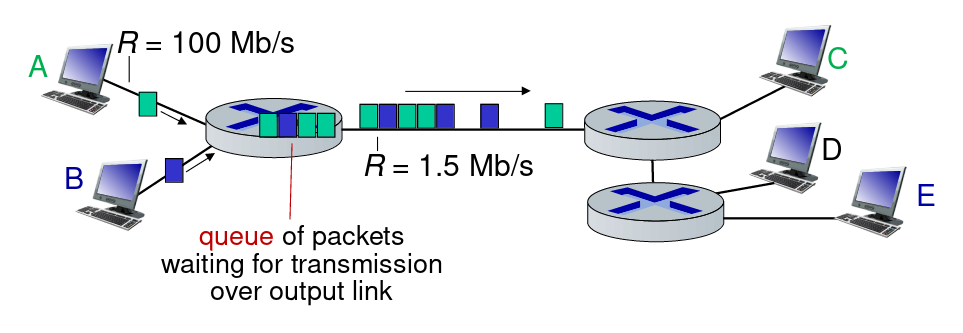 A
R = 100 Mb/s
C
B
R = 1.5 Mb/s
D
E
queue of packets
waiting for transmission
over output link